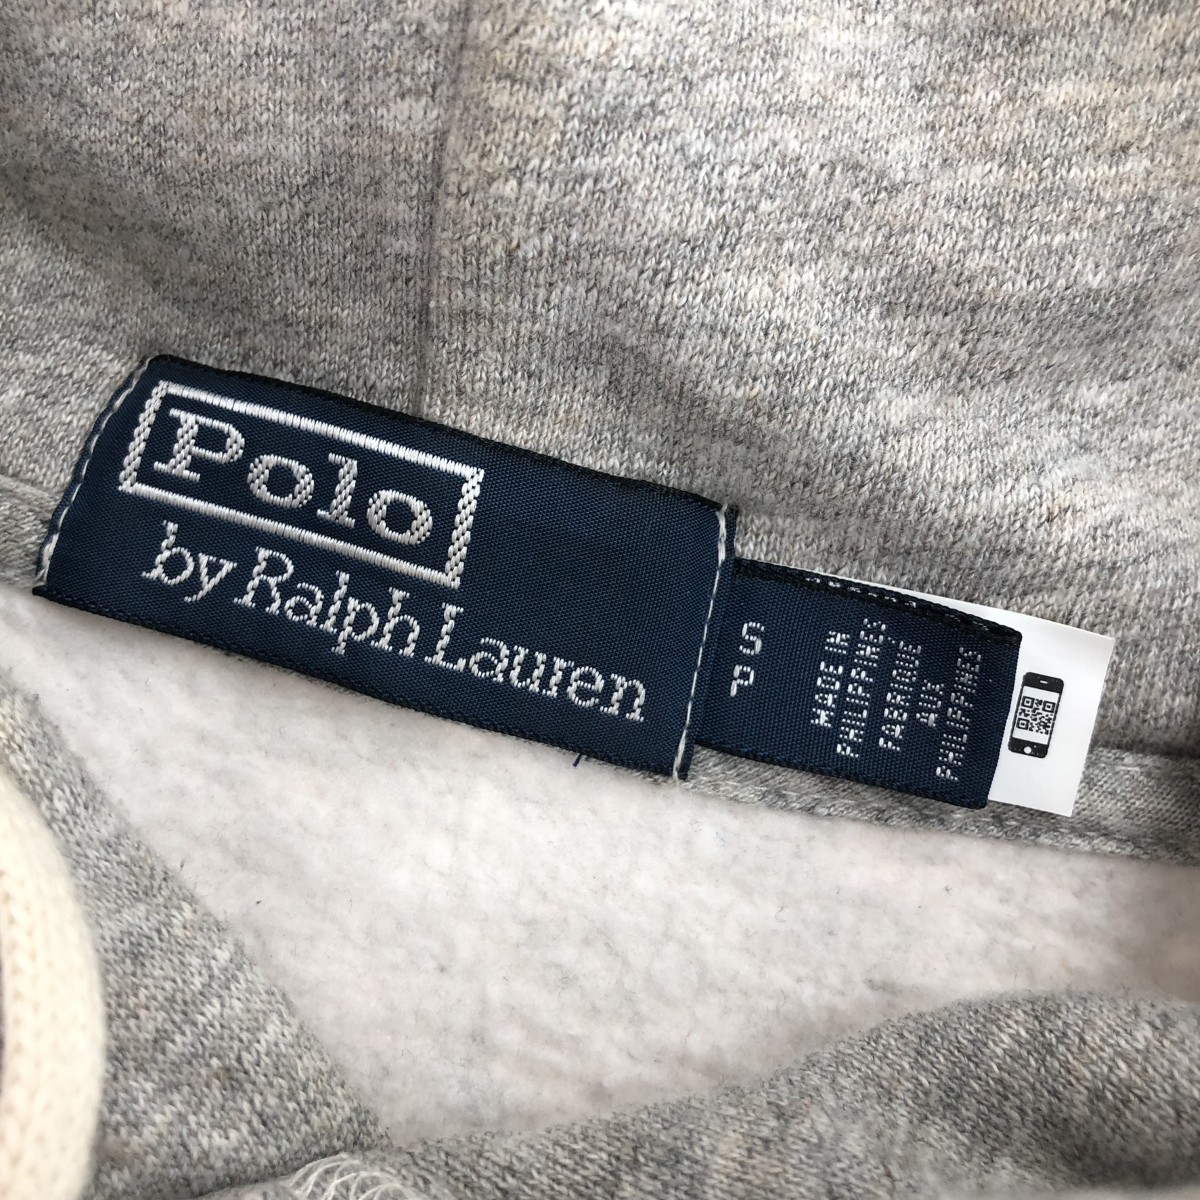 Polo
by Ralph Lauren
S
P
MADE IN
PHILIPPINES
FABRIQUE
AUX
PHILIPPINES